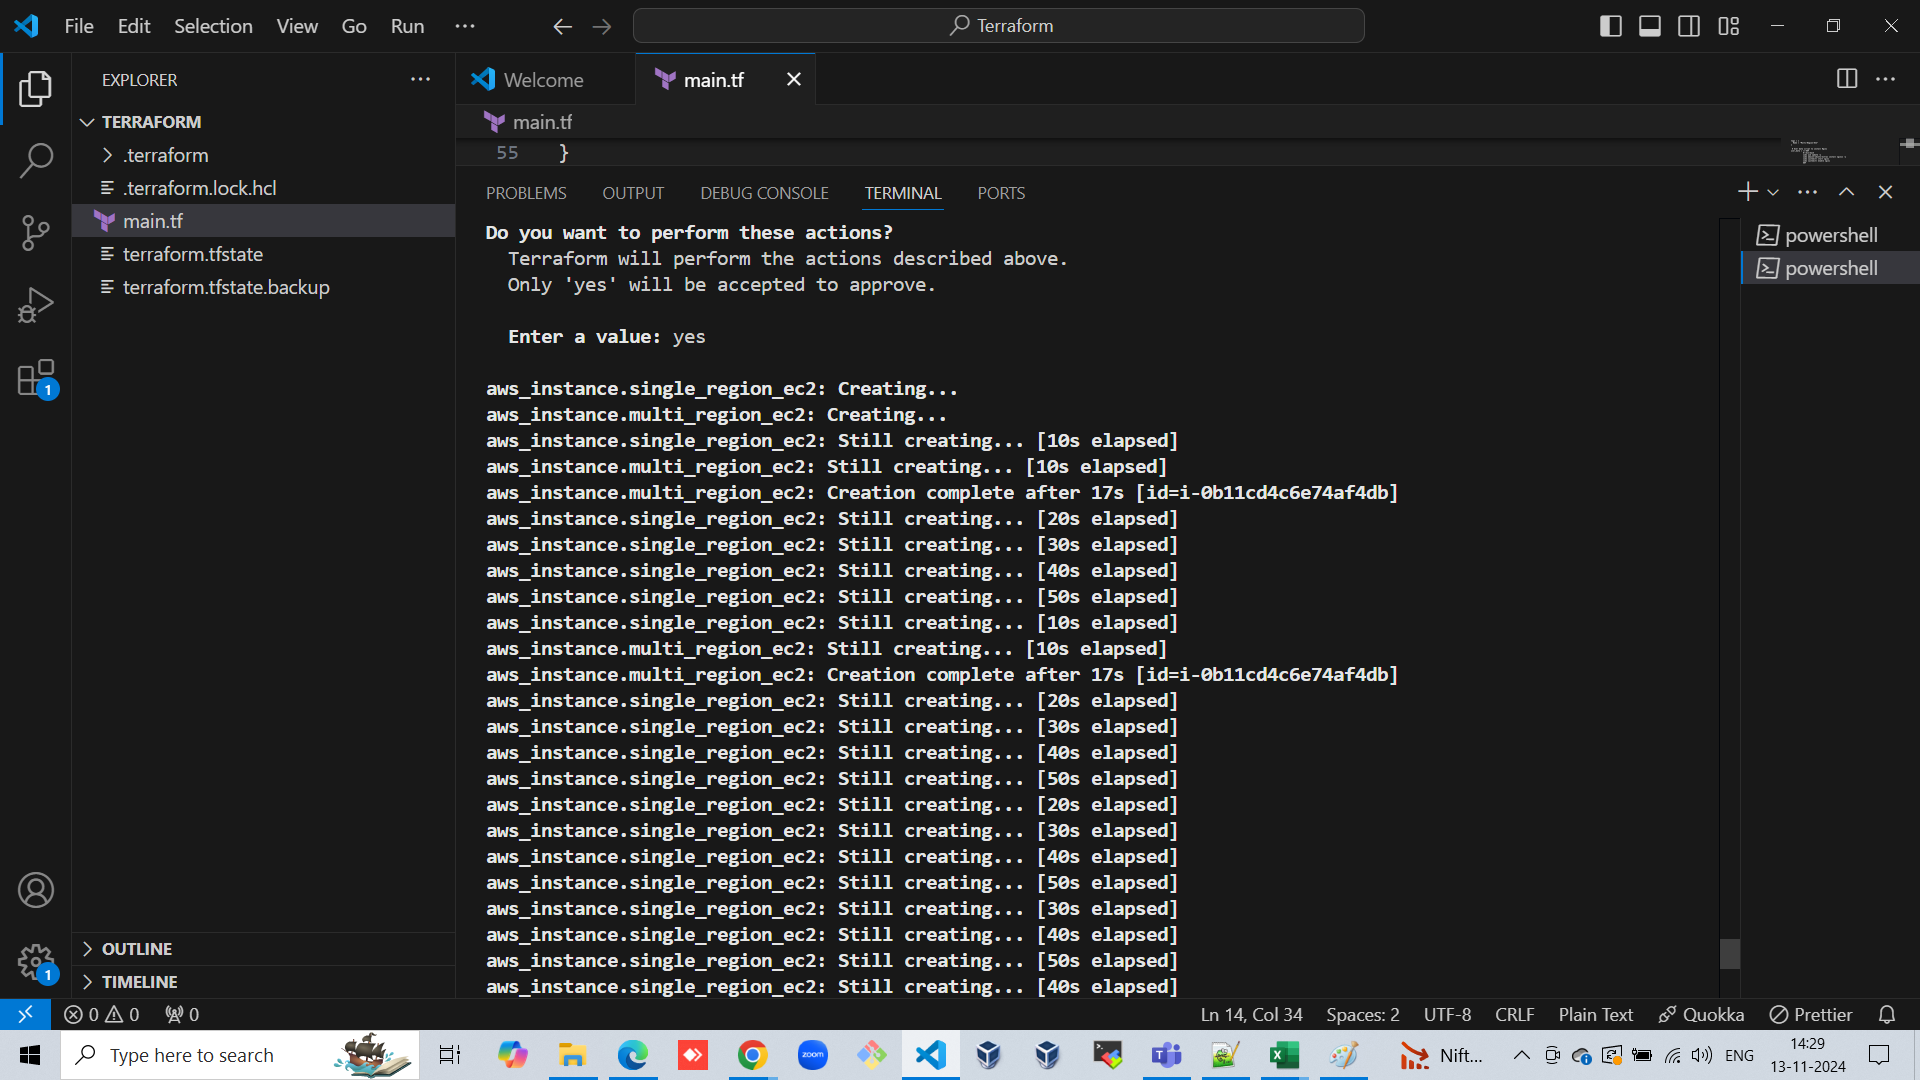 File Edit Selection View Go Run ···
Terraform
EXPLORER
TERRAFORM
.terraform
.terraform.lock.hcl
main.tf
terraform.tfstate
terraform.tfstate.backup
OUTLINE
TIMELINE
1
1
Welcome
main.tf
main.tf
55 }
PROBLEMS OUTPUT DEBUG CONSOLE TERMINAL PORTS
powershell
powershell
Do you want to perform these actions?
Terraform will perform the actions described above.
Only 'yes' will be accepted to approve.
Enter a value: yes
aws_instance.single_region_ec2: Creating...
aws_instance.multi_region_ec2: Creating...
aws_instance.single_region_ec2: Still creating... [10s elapsed]
aws_instance.multi_region_ec2: Still creating... [10s elapsed]
aws_instance.multi_region_ec2: Creation complete after 17s [id=i-0b11cd4c6e74af4db]
aws_instance.single_region_ec2: Still creating... [20s elapsed]
aws_instance.single_region_ec2: Still creating... [30s elapsed]
aws_instance.single_region_ec2: Still creating... [40s elapsed]
aws_instance.single_region_ec2: Still creating... [50s elapsed]
aws_instance.single_region_ec2: Still creating... [10s elapsed]
aws_instance.multi_region_ec2: Still creating... [10s elapsed]
aws_instance.multi_region_ec2: Creation complete after 17s [id=i-0b11cd4c6e74af4db]
aws_instance.single_region_ec2: Still creating... [20s elapsed]
aws_instance.single_region_ec2: Still creating... [30s elapsed]
aws_instance.single_region_ec2: Still creating... [40s elapsed]
aws_instance.single_region_ec2: Still creating... [50s elapsed]
aws_instance.single_region_ec2: Still creating... [20s elapsed]
aws_instance.single_region_ec2: Still creating... [30s elapsed]
aws_instance.single_region_ec2: Still creating... [40s elapsed]
aws_instance.single_region_ec2: Still creating... [50s elapsed]
aws_instance.single_region_ec2: Still creating... [30s elapsed]
aws_instance.single_region_ec2: Still creating... [40s elapsed]
aws_instance.single_region_ec2: Still creating... [50s elapsed]
aws_instance.single_region_ec2: Still creating... [40s elapsed]
0 0 0 Ln 14, Col 34 Spaces: 2 UTF-8 CRLF Plain Text Quokka Prettier
Type here to search zoom Nift... ENG 14:29
13-11-2024